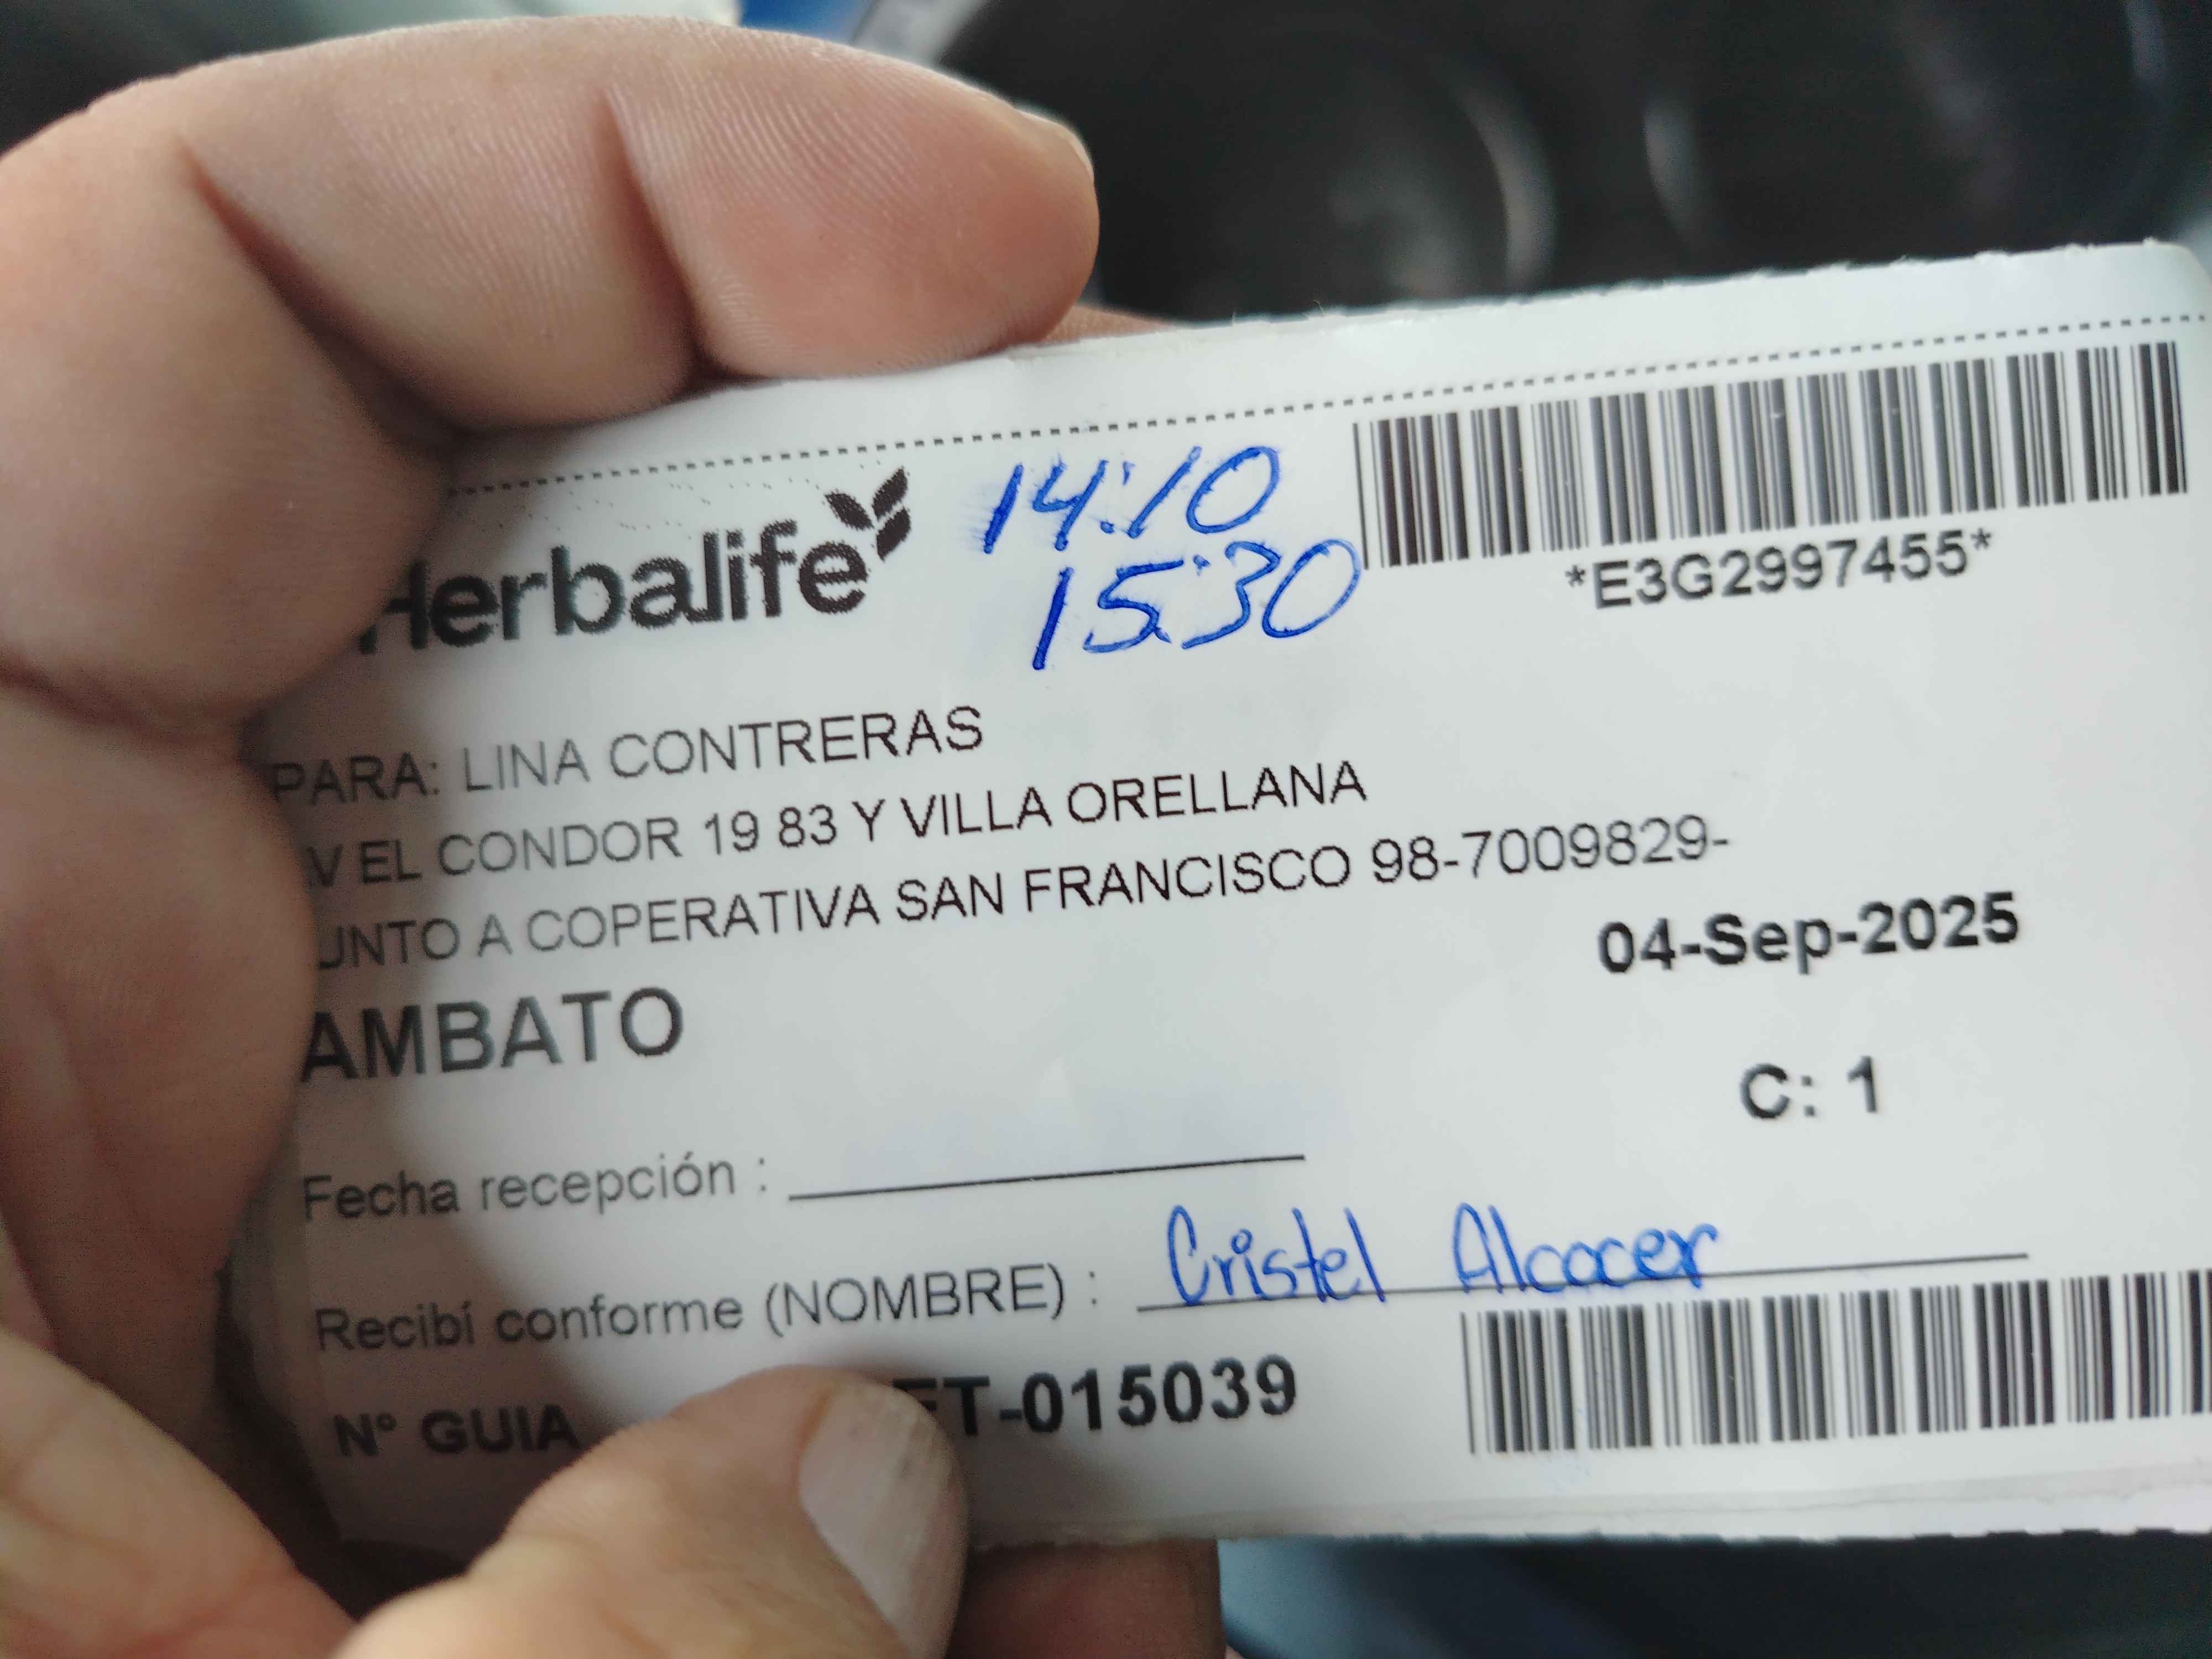 Herbalife
14:10
15:30
*E3G2997455*
PARA: LINA CONTRERAS
V EL CONDOR 19 83 Y VILLA ORELLANA
UNTO A COPERATIVA SAN FRANCISCO 98-7009829-
04-Sep-2025
AMBATO
C: 1
Fecha recepción :
Recibí conforme (NOMBRE) : Cristel Alcocer
N° GUIA T-015039